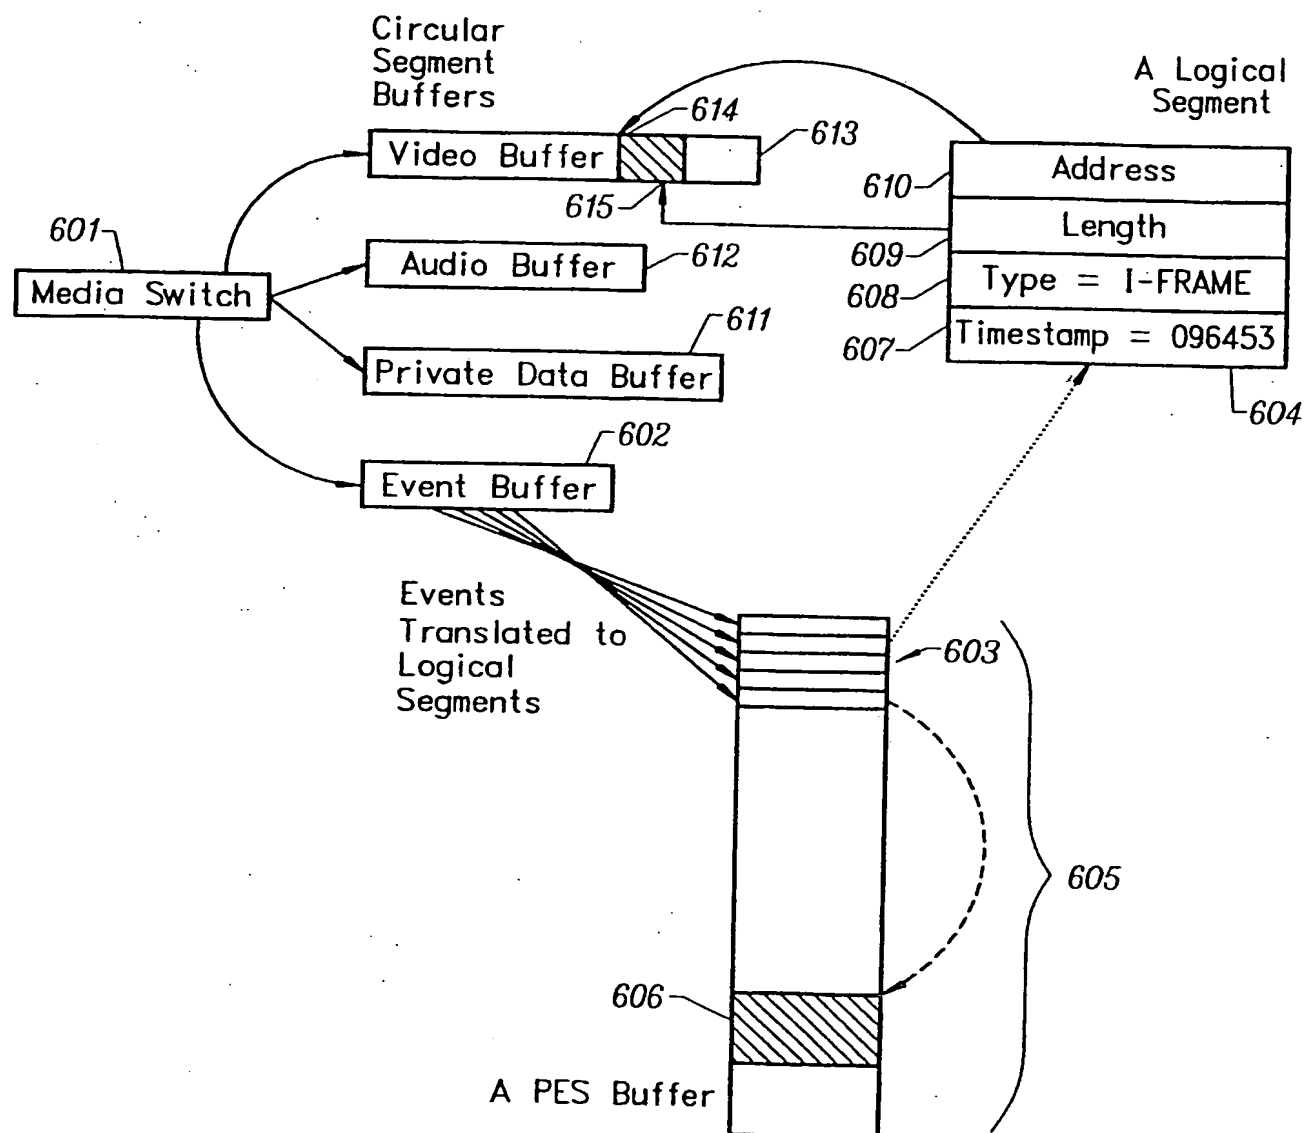 Circular
Segment
Buffers
A Logical
Segment
614
613
Video Buffer
615
610
Address
609
Length
608
Type = I-FRAME
607
Timestamp = 096453
604
601
Media Switch
Audio Buffer
612
611
Private Data Buffer
602
Event Buffer
Events
Translated to
Logical
Segments
603
605
606
A PES Buffer